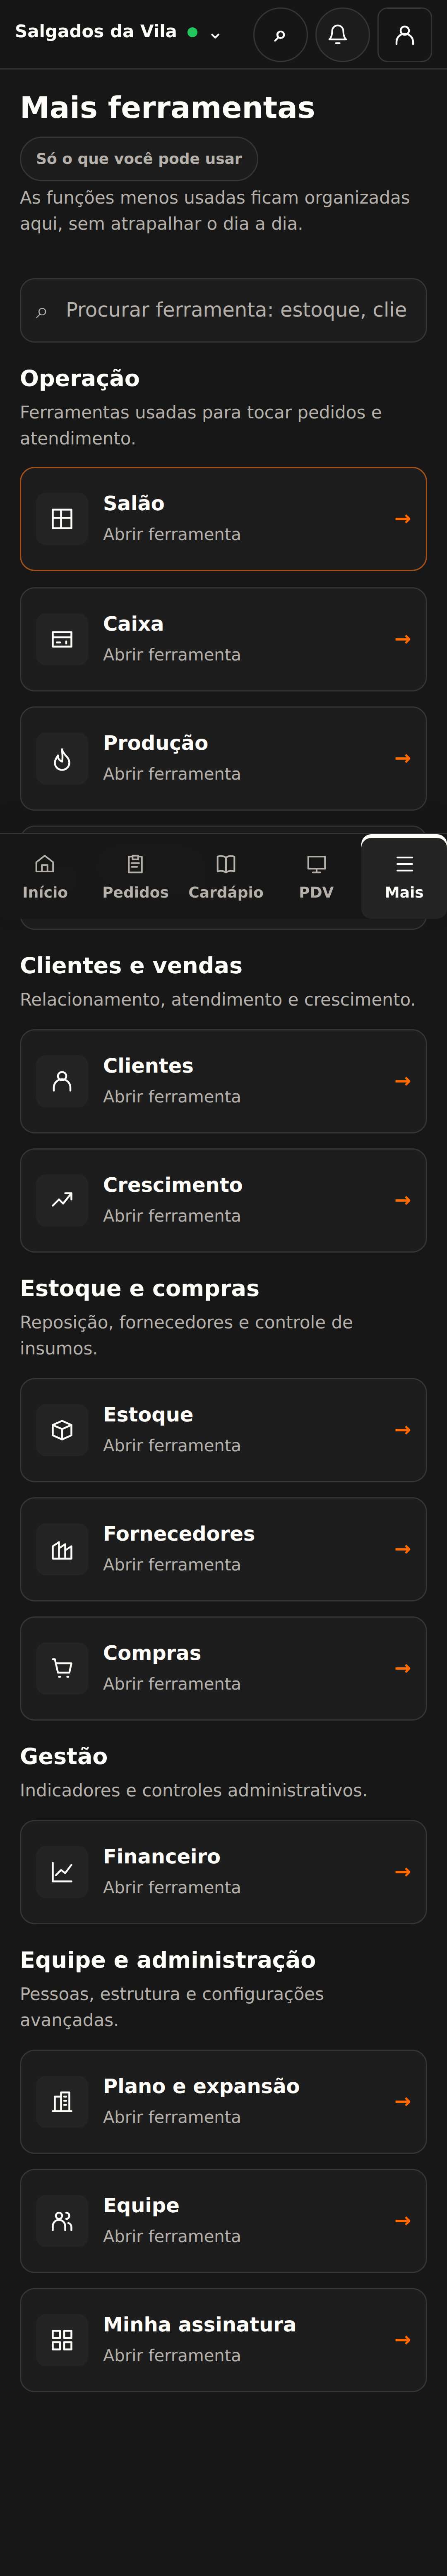 Salgados da Vila
Mais ferramentas
Só o que você pode usar
As funções menos usadas ficam organizadas
aqui, sem atrapalhar o dia a dia.
Procurar ferramenta: estoque, clie
Operação
Ferramentas usadas para tocar pedidos e
atendimento.
Salão
Abrir ferramenta
Caixa
Abrir ferramenta
Produção
Abrir ferramenta
Início
Pedidos
Cardápio
PDV
Mais
Clientes e vendas
Relacionamento, atendimento e crescimento.
Clientes
Abrir ferramenta
Crescimento
Abrir ferramenta
Estoque e compras
Reposição, fornecedores e controle de
insumos.
Estoque
Abrir ferramenta
Fornecedores
Abrir ferramenta
Compras
Abrir ferramenta
Gestão
Indicadores e controles administrativos.
Financeiro
Abrir ferramenta
Equipe e administração
Pessoas, estrutura e configurações
avançadas.
Plano e expansão
Abrir ferramenta
Equipe
Abrir ferramenta
Minha assinatura
Abrir ferramenta